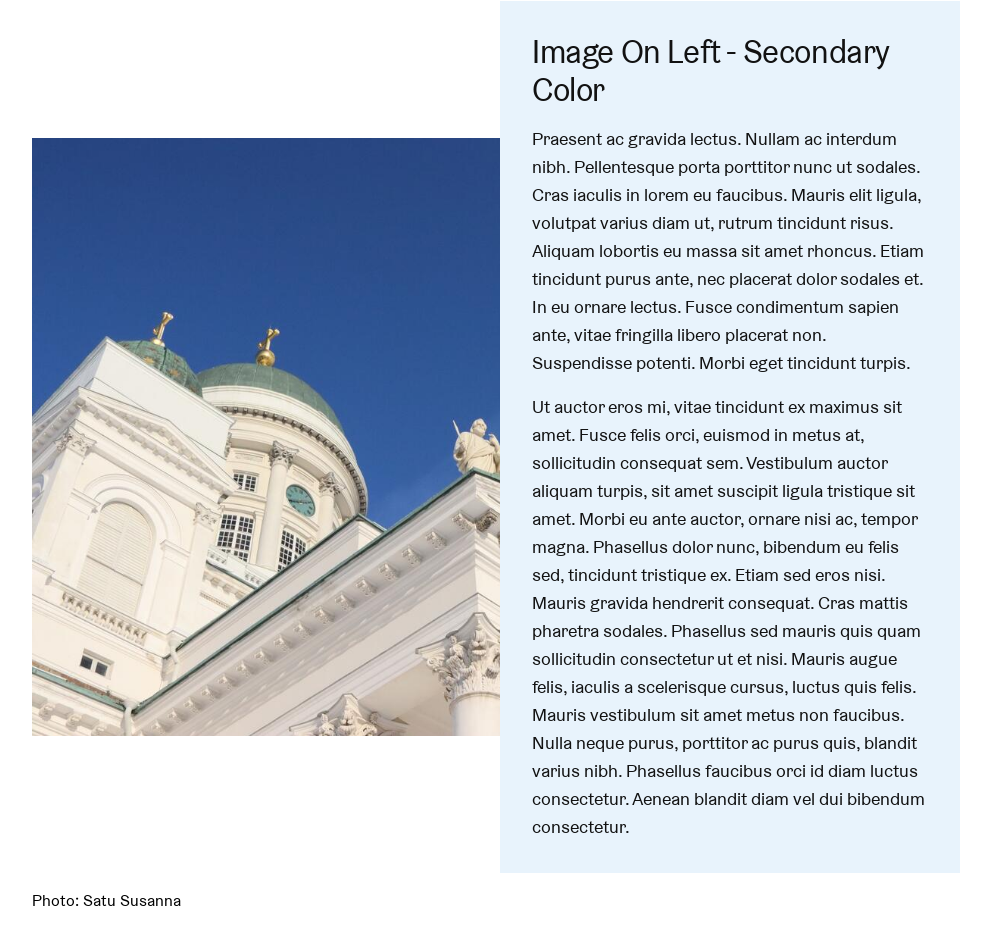 Image On Left - Secondary
Color
Praesent ac gravida lectus. Nullam ac interdum
nibh. Pellentesque porta porttitor nunc ut sodales.
Cras iaculis in lorem eu faucibus. Mauris elit ligula,
volutpat varius diam ut, rutrum tincidunt risus.
Aliquam lobortis eu massa sit amet rhoncus. Etiam
tincidunt purus ante, nec placerat dolor sodales et.
In eu ornare lectus. Fusce condimentum sapien
ante, vitae fringilla libero placerat non.
Suspendisse potenti. Morbi eget tincidunt turpis.
Ut auctor eros mi, vitae tincidunt ex maximus sit
amet. Fusce felis orci, euismod in metus at,
sollicitudin consequat sem. Vestibulum auctor
aliquam turpis, sit amet suscipit ligula tristique sit
amet. Morbi eu ante auctor, ornare nisi ac, tempor
magna. Phasellus dolor nunc, bibendum eu felis
sed, tincidunt tristique ex. Etiam sed eros nisi.
Mauris gravida hendrerit consequat. Cras mattis
pharetra sodales. Phasellus sed mauris quis quam
sollicitudin consectetur ut et nisi. Mauris augue
felis, iaculis a scelerisque cursus, luctus quis felis.
Mauris vestibulum sit amet metus non faucibus.
Nulla neque purus, porttitor ac purus quis, blandit
varius nibh. Phasellus faucibus orci id diam luctus
consectetur. Aenean blandit diam vel dui bibendum
consectetur.
Photo: Satu Susanna